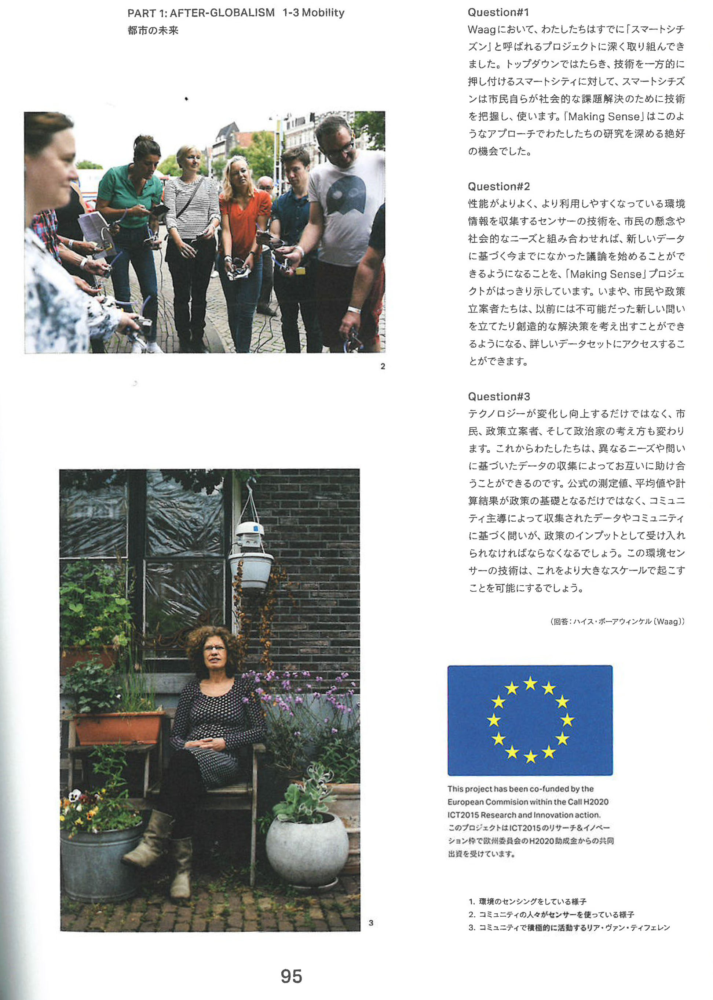 PART 1: AFTER-GLOBALISM 1-3 Mobility
都市の未来
2
3
Question#1
Waagにおいて、わたしたちはすでに「スマートシチ
ズン」と呼ばれるプロジェクトに深く取り組んでき
ました。トップダウンではたらき、技術を一方的に
押し付けるスマートシティに対して、スマートシチズ
ンは市民自らが社会的な課題解決のために技術
を把握し、使います。「Making Sense」はこのよ
うなアプローチでわたしたちの研究を深める絶好
の機会でした。
Question#2
性能がよりよく、より利用しやすくなっている環境
情報を収集するセンサーの技術を、市民の懸念や
社会的なニーズと組み合わせれば、新しいデータ
に基づく今までになかった議論を始めることがで
きるようになることを、「Making Sense」プロジェ
クトがはっきり示しています。いまや、市民や政策
立案者たちは、以前には不可能だった新しい問い
を立てたり創造的な解決策を考え出すことができ
るようになる、詳しいデータセットにアクセスするこ
とができます。
Question#3
テクノロジーが変化し向上するだけではなく、市
民、政策立案者、そして政治家の考え方も変わり
ます。これからわたしたちは、異なるニーズや問い
に基づいたデータの収集によってお互いに助け合
うことができるのです。公式の測定値、平均値や計
算結果が政策の基礎となるだけではなく、コミュニ
ティ主導によって収集されたデータやコミュニティ
に基づく問いが、政策のインプットとして受け入れ
られなければならなくなるでしょう。この環境セン
サーの技術は、これをより大きなスケールで起こす
ことを可能にするでしょう。
（回答：ハイス・ボーアウィンケル〔Waag〕）
This project has been co-funded by the
European Commision within the Call H2020
ICT2015 Research and Innovation action.
このプロジェクトはICT2015のリサーチ&イノベー
ション枠で欧州委員会のH2020助成金からの共同
出資を受けています。
1. 環境のセンシングをしている様子
2. コミュニティの人々がセンサーを使っている様子
3. コミュニティで積極的に活動するリア・ヴァン・ティフェレン
95